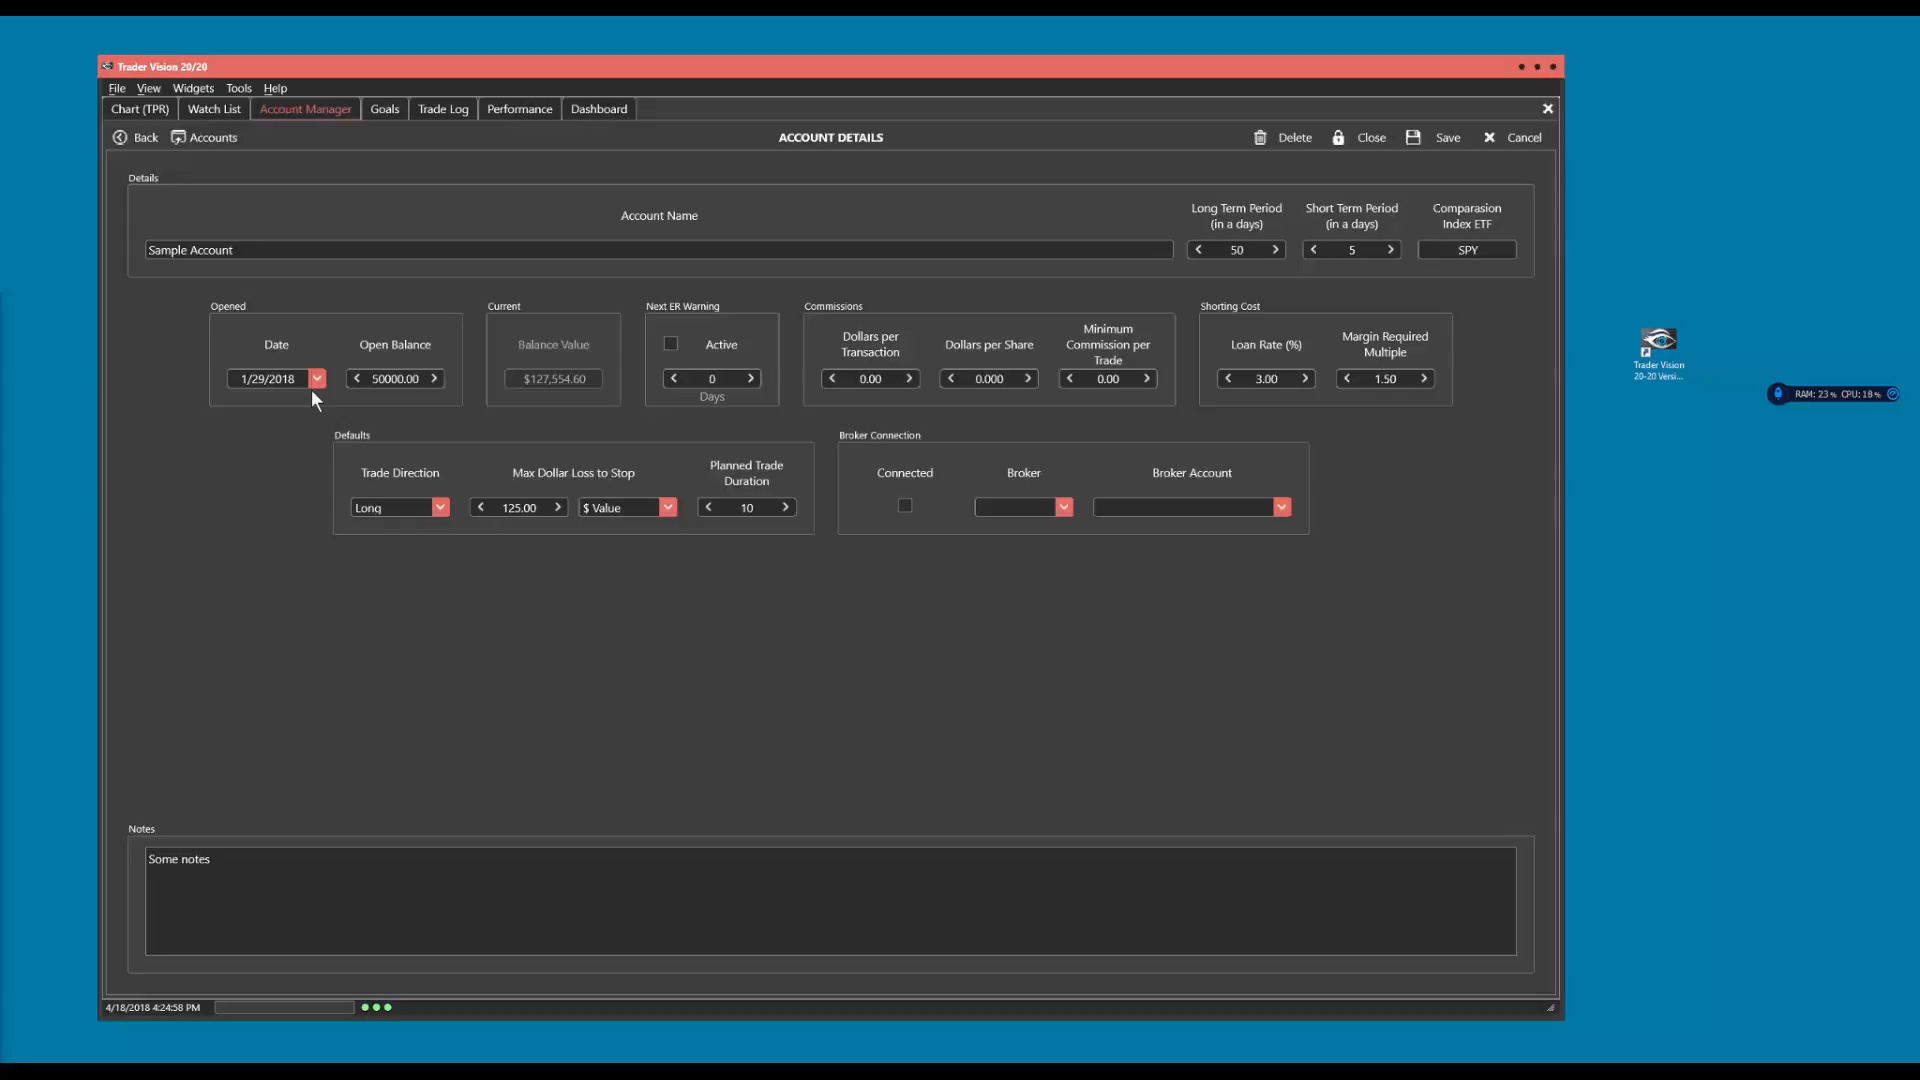 Trader Vision 20/20
File View Widgets Tools Help
Chart (TPR) Watch List Account Manager Goals Trade Log Performance Dashboard
Back Accounts ACCOUNT DETAILS Delete Close Save Cancel
Details
Account Name
Long Term Period
(in a days)
Short Term Period
(in a days)
Comparasion
Index ETF
Sample Account 50 5 SPY
Opened
Date Open Balance
1/29/2018 50000.00
Current
Balance Value
$127,554.60
Next ER Warning
Active
0
Days
Commissions
Dollars per
Transaction
Dollars per Share
Minimum
Commission per
Trade
0.00 0.000 0.00
Shorting Cost
Loan Rate (%)
Margin Required
Multiple
3.00 1.50
Defaults
Trade Direction Max Dollar Loss to Stop
Planned Trade
Duration
Long 125.00 $ Value 10
Broker Connection
Connected Broker Broker Account
Notes
Some notes
4/18/2018 4:24:58 PM
Trader Vision
20-20 Versi...
RAM: 23 % CPU: 18 %